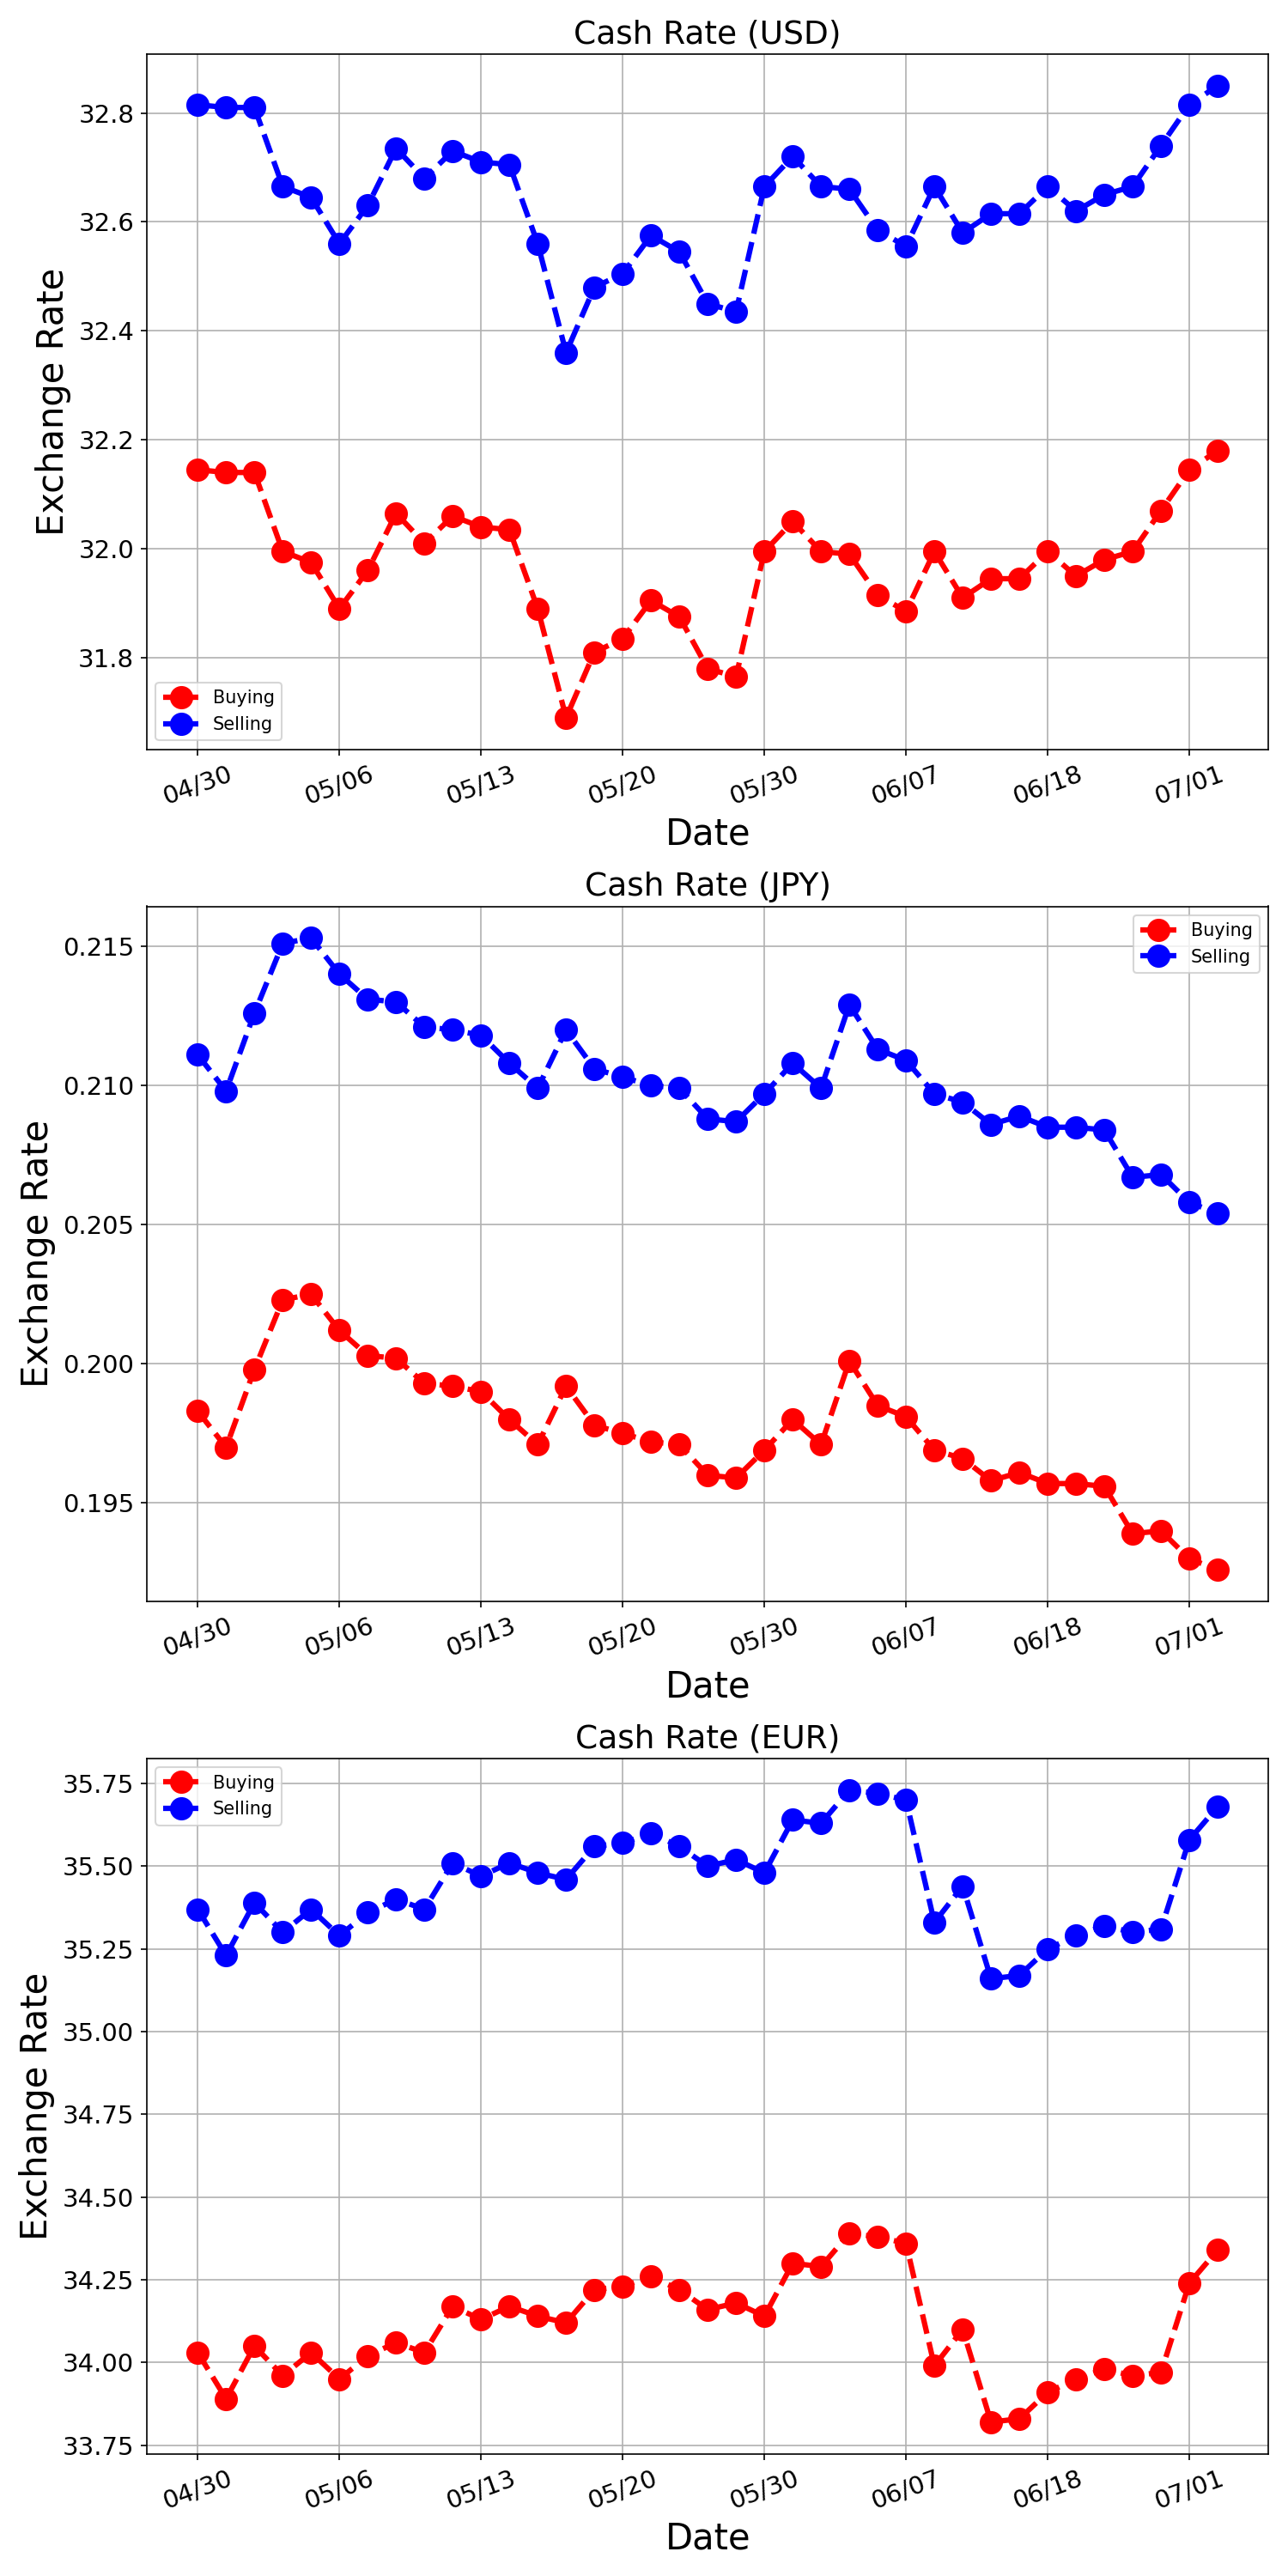 Cash Rate (USD)
Exchange Rate
32.8
32.6
32.4
32.2
32.0
31.8
Buying
Selling
04/30 05/06 05/13 05/20 05/30 06/07 06/18 07/01
Date
Cash Rate (JPY)
Exchange Rate
0.215
0.210
0.205
0.200
0.195
Buying
Selling
04/30 05/06 05/13 05/20 05/30 06/07 06/18 07/01
Date
Cash Rate (EUR)
Exchange Rate
35.75
35.50
35.25
35.00
34.75
34.50
34.25
34.00
33.75
Buying
Selling
04/30 05/06 05/13 05/20 05/30 06/07 06/18 07/01
Date